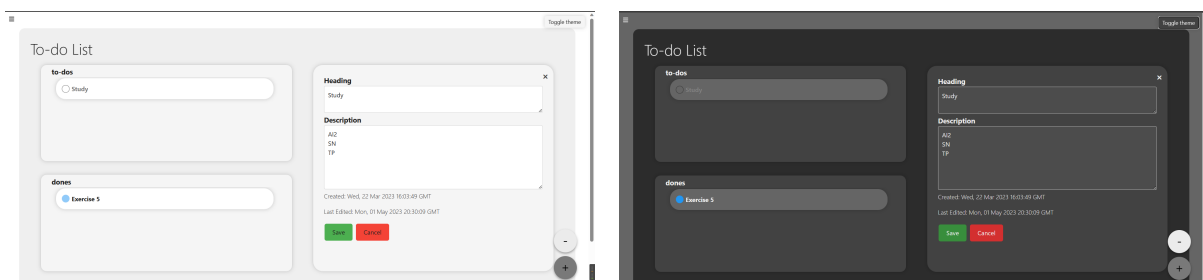 Toggle theme
To-do List
to-dos
Study
dones
Exercise 5
×
Heading
Study
Description
AI2
SN
TP
Created: Wed, 22 Mar 2023 16:03:49 GMT
Last Edited: Mon, 01 May 2023 20:30:09 GMT
Save Cancel
-
+
Toggle theme
To-do List
to-dos
Study
dones
Exercise 5
×
Heading
Study
Description
AI2
SN
TP
Created: Wed, 22 Mar 2023 16:03:49 GMT
Last Edited: Mon, 01 May 2023 20:30:09 GMT
Save Cancel
-
+